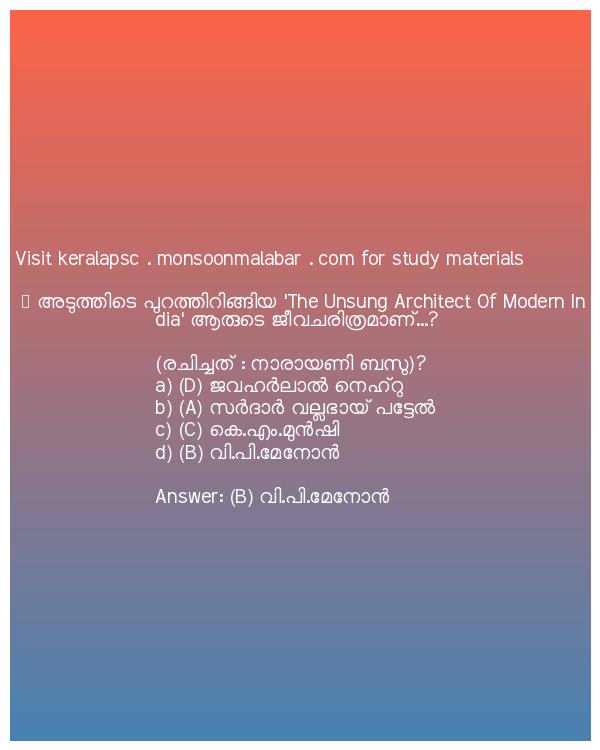 Visit keralapsc . monsoonmalabar . com for study materials
അടുത്തിടെ പുറത്തിറിങ്ങിയ 'The Unsung Architect Of Modern In
dia' ആരുടെ ജീവചരിത്രമാണ്...?
(രചിച്ചത് : നാരായണി ബസു)?
a) (D) ജവഹർലാൽ നെഹ്റു
b) (A) സർദാർ വല്ലഭായ് പട്ടേൽ
c) (C) കെ.എം.മുൻഷി
d) (B) വി.പി.മേനോൻ
Answer: (B) വി.പി.മേനോൻ